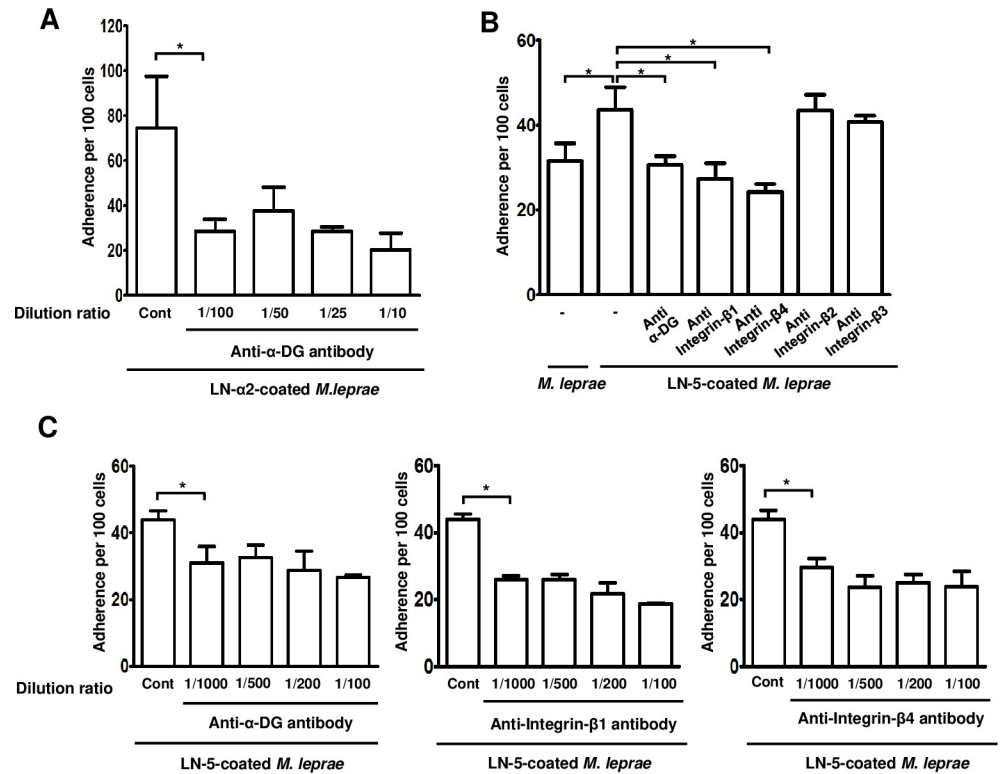 A
Adherence per 100 cells
120
100
80
60
40
20
0
*
Dilution ratio
Cont 1/100 1/50 1/25 1/10
Anti-α-DG antibody
LN-α2-coated M.leprae
B
Adherence per 100 cells
60
40
20
0
*
*
* *
- - Anti α-DG Anti Integrin-β1 Anti Integrin-β4 Anti Integrin-β2 Anti Integrin-β3
M. leprae LN-5-coated M. leprae
C
Adherence per 100 cells
60
40
20
0
*
Dilution ratio
Cont 1/1000 1/500 1/200 1/100
Anti-α-DG antibody
LN-5-coated M. leprae
Adherence per 100 cells
60
40
20
0
*
Cont 1/1000 1/500 1/200 1/100
Anti-Integrin-β1 antibody
LN-5-coated M. leprae
Adherence per 100 cells
60
40
20
0
*
Cont 1/1000 1/500 1/200 1/100
Anti-Integrin-β4 antibody
LN-5-coated M. leprae